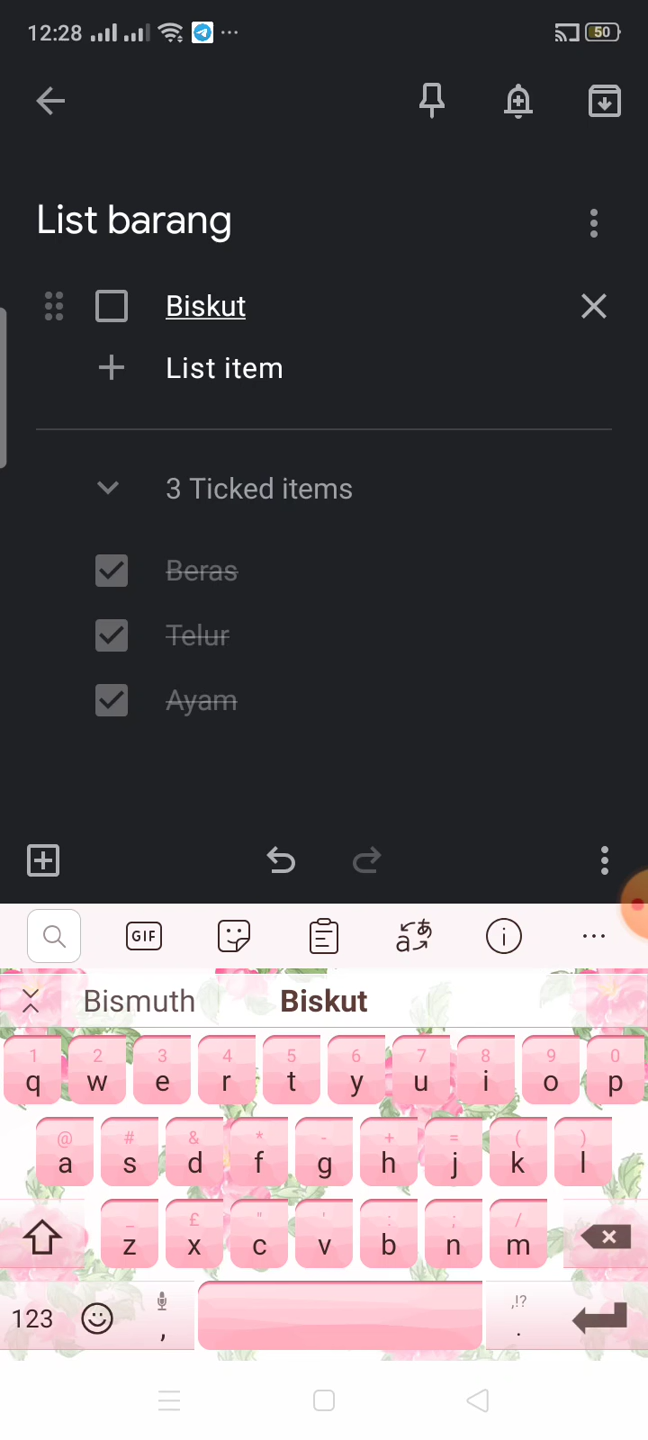 12:28 ... 50
List barang
Biskut
List item
3 Ticked items
Beras
Telur
Ayam
GIF
Bismuth Biskut
1 2 3 4 5 6 7 8 9 0
q w e r t y u i o p
@ # & * - + = ( )
a s d f g h j k l
_ £ " ' : ; /
z x c v b n m
123 , ,!? .